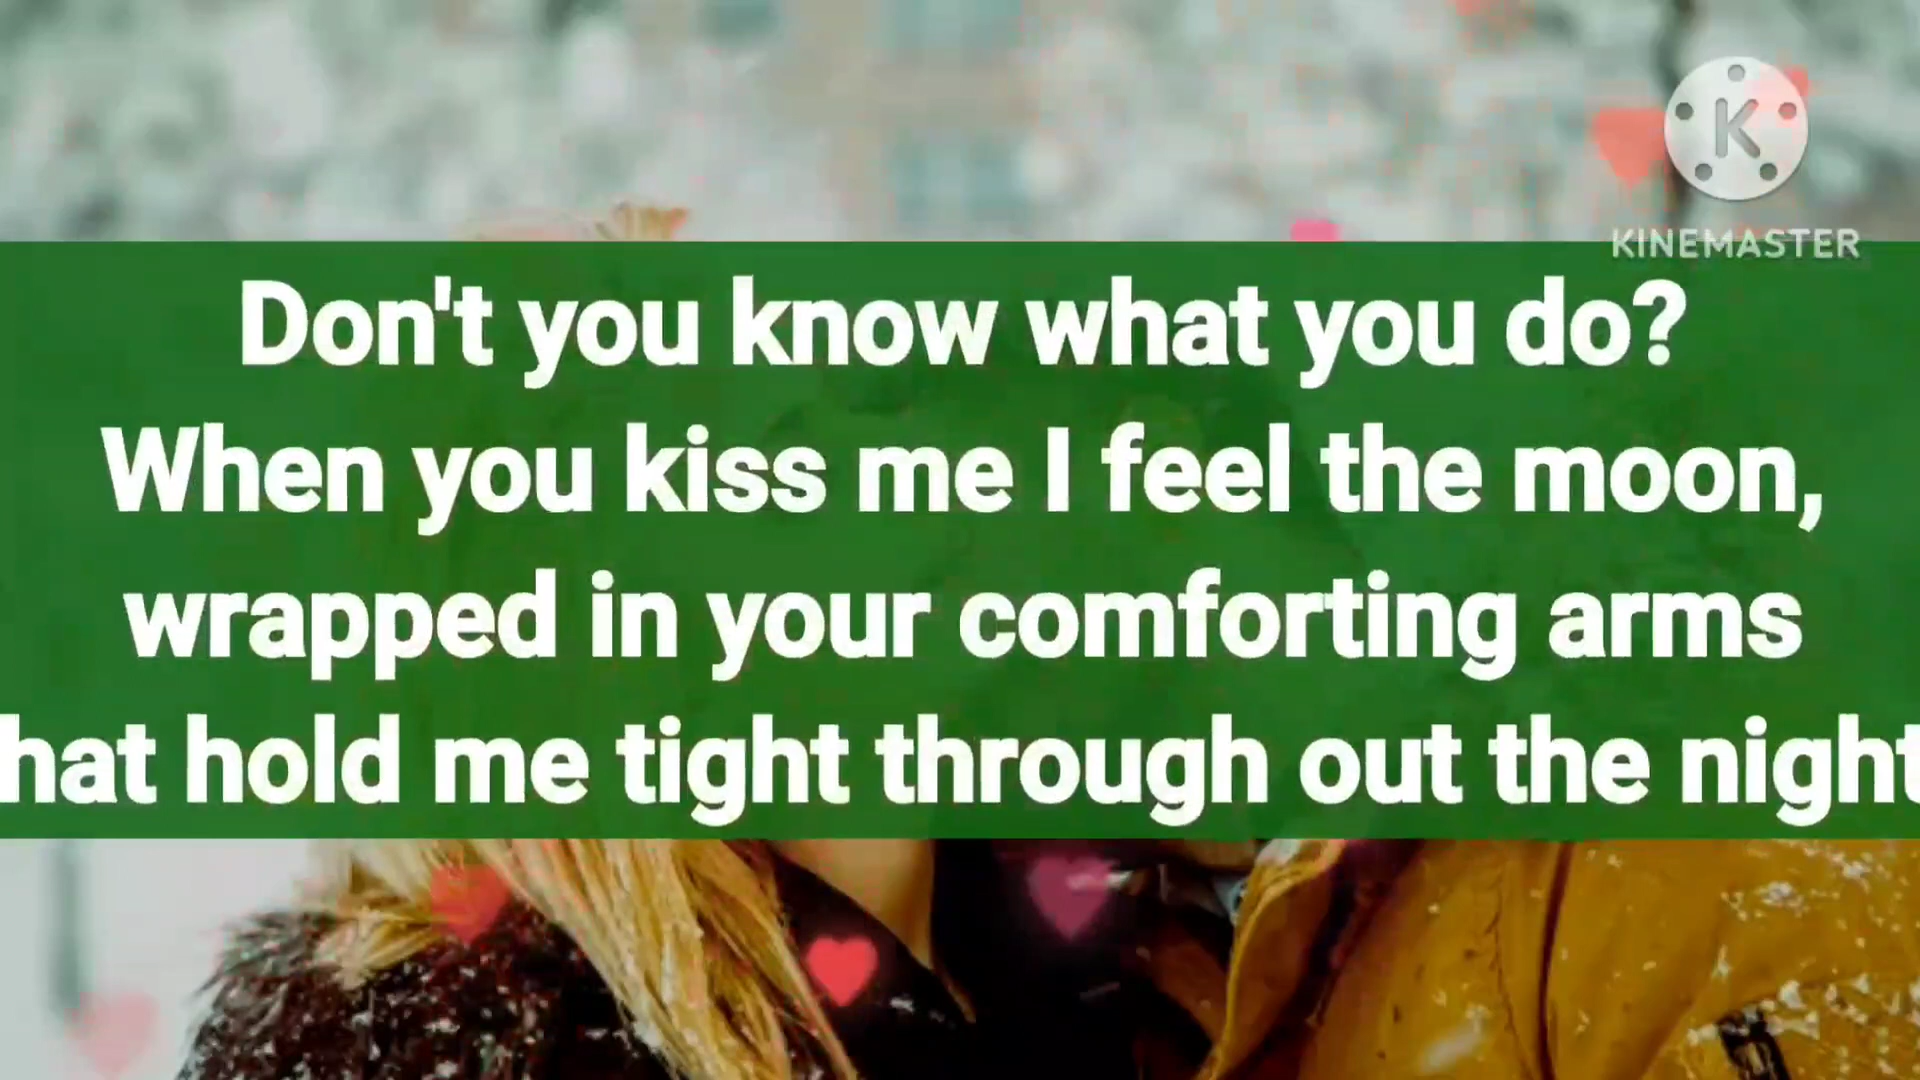 K
KINEMASTER
Don't you know what you do?
When you kiss me I feel the moon,
wrapped in your comforting arms
hat hold me tight through out the night